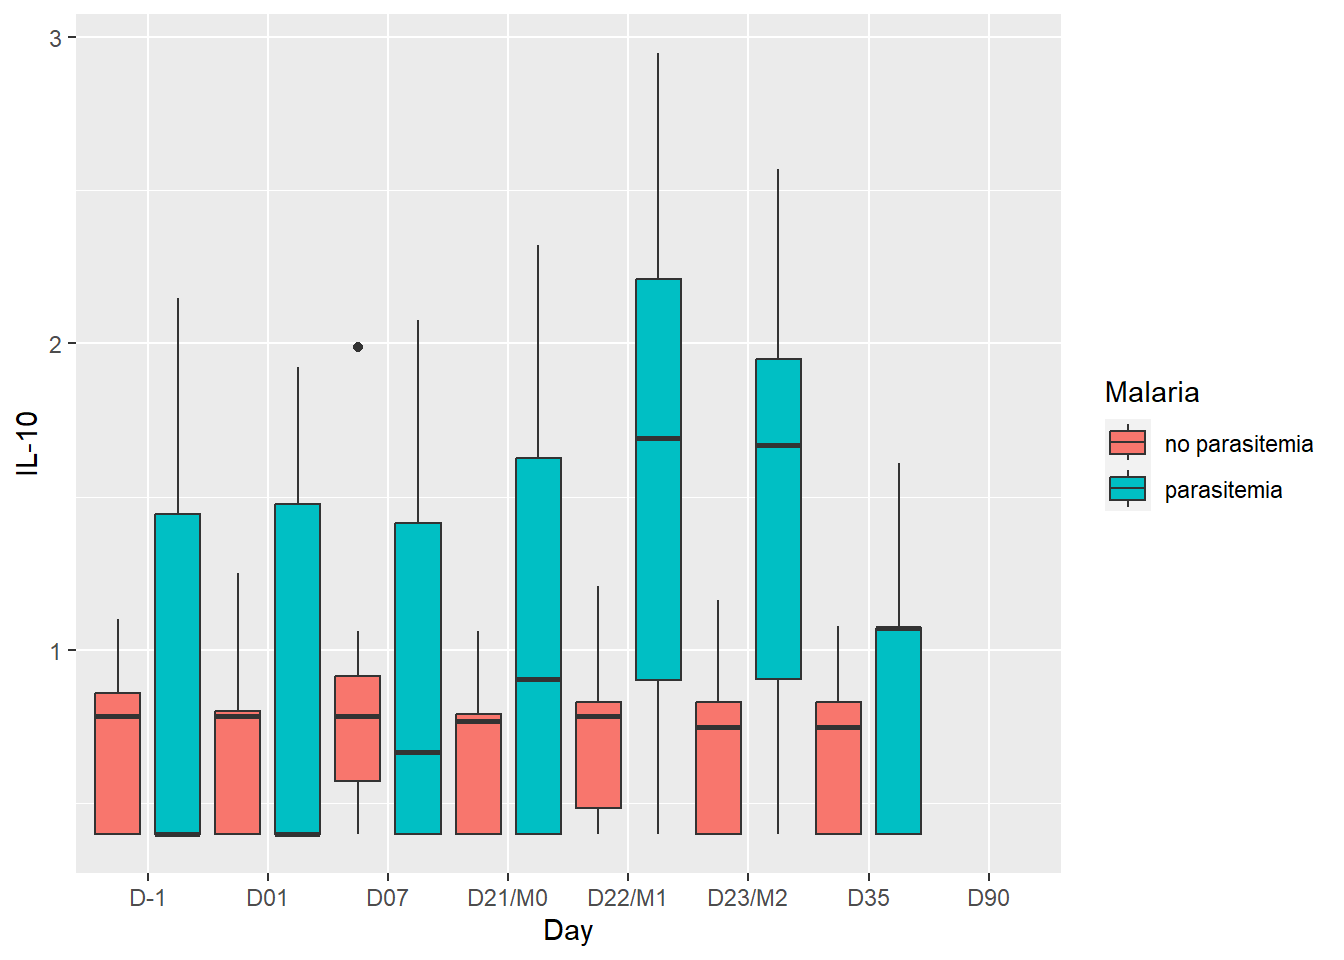 3
2
1
IL-10
D-1 D01 D07 D21/M0 D22/M1 D23/M2 D35 D90
Day
Malaria
no parasitemia
parasitemia